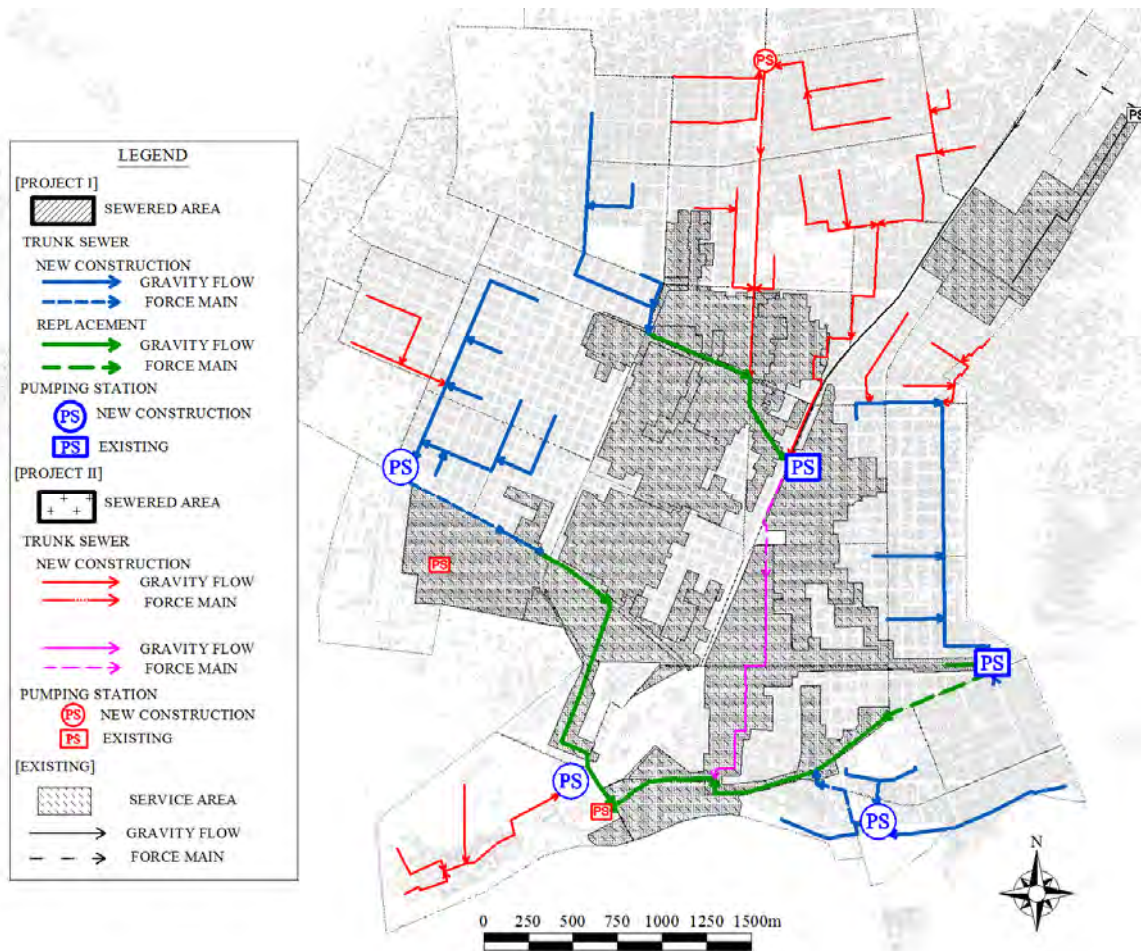 LEGEND
[PROJECT I]
SEWERED AREA
TRUNK SEWER
NEW CONSTRUCTION
GRAVITY FLOW
FORCE MAIN
REPLACEMENT
GRAVITY FLOW
FORCE MAIN
PUMPING STATION
PS NEW CONSTRUCTION
PS EXISTING
[PROJECT II]
SEWERED AREA
TRUNK SEWER
NEW CONSTRUCTION
GRAVITY FLOW
FORCE MAIN
GRAVITY FLOW
FORCE MAIN
PUMPING STATION
PS NEW CONSTRUCTION
PS EXISTING
[EXISTING]
SERVICE AREA
GRAVITY FLOW
FORCE MAIN
PS
PS
PS
PS
PS
PS
PS
PS
PS
N
0 250 500 750 1000 1250 1500m